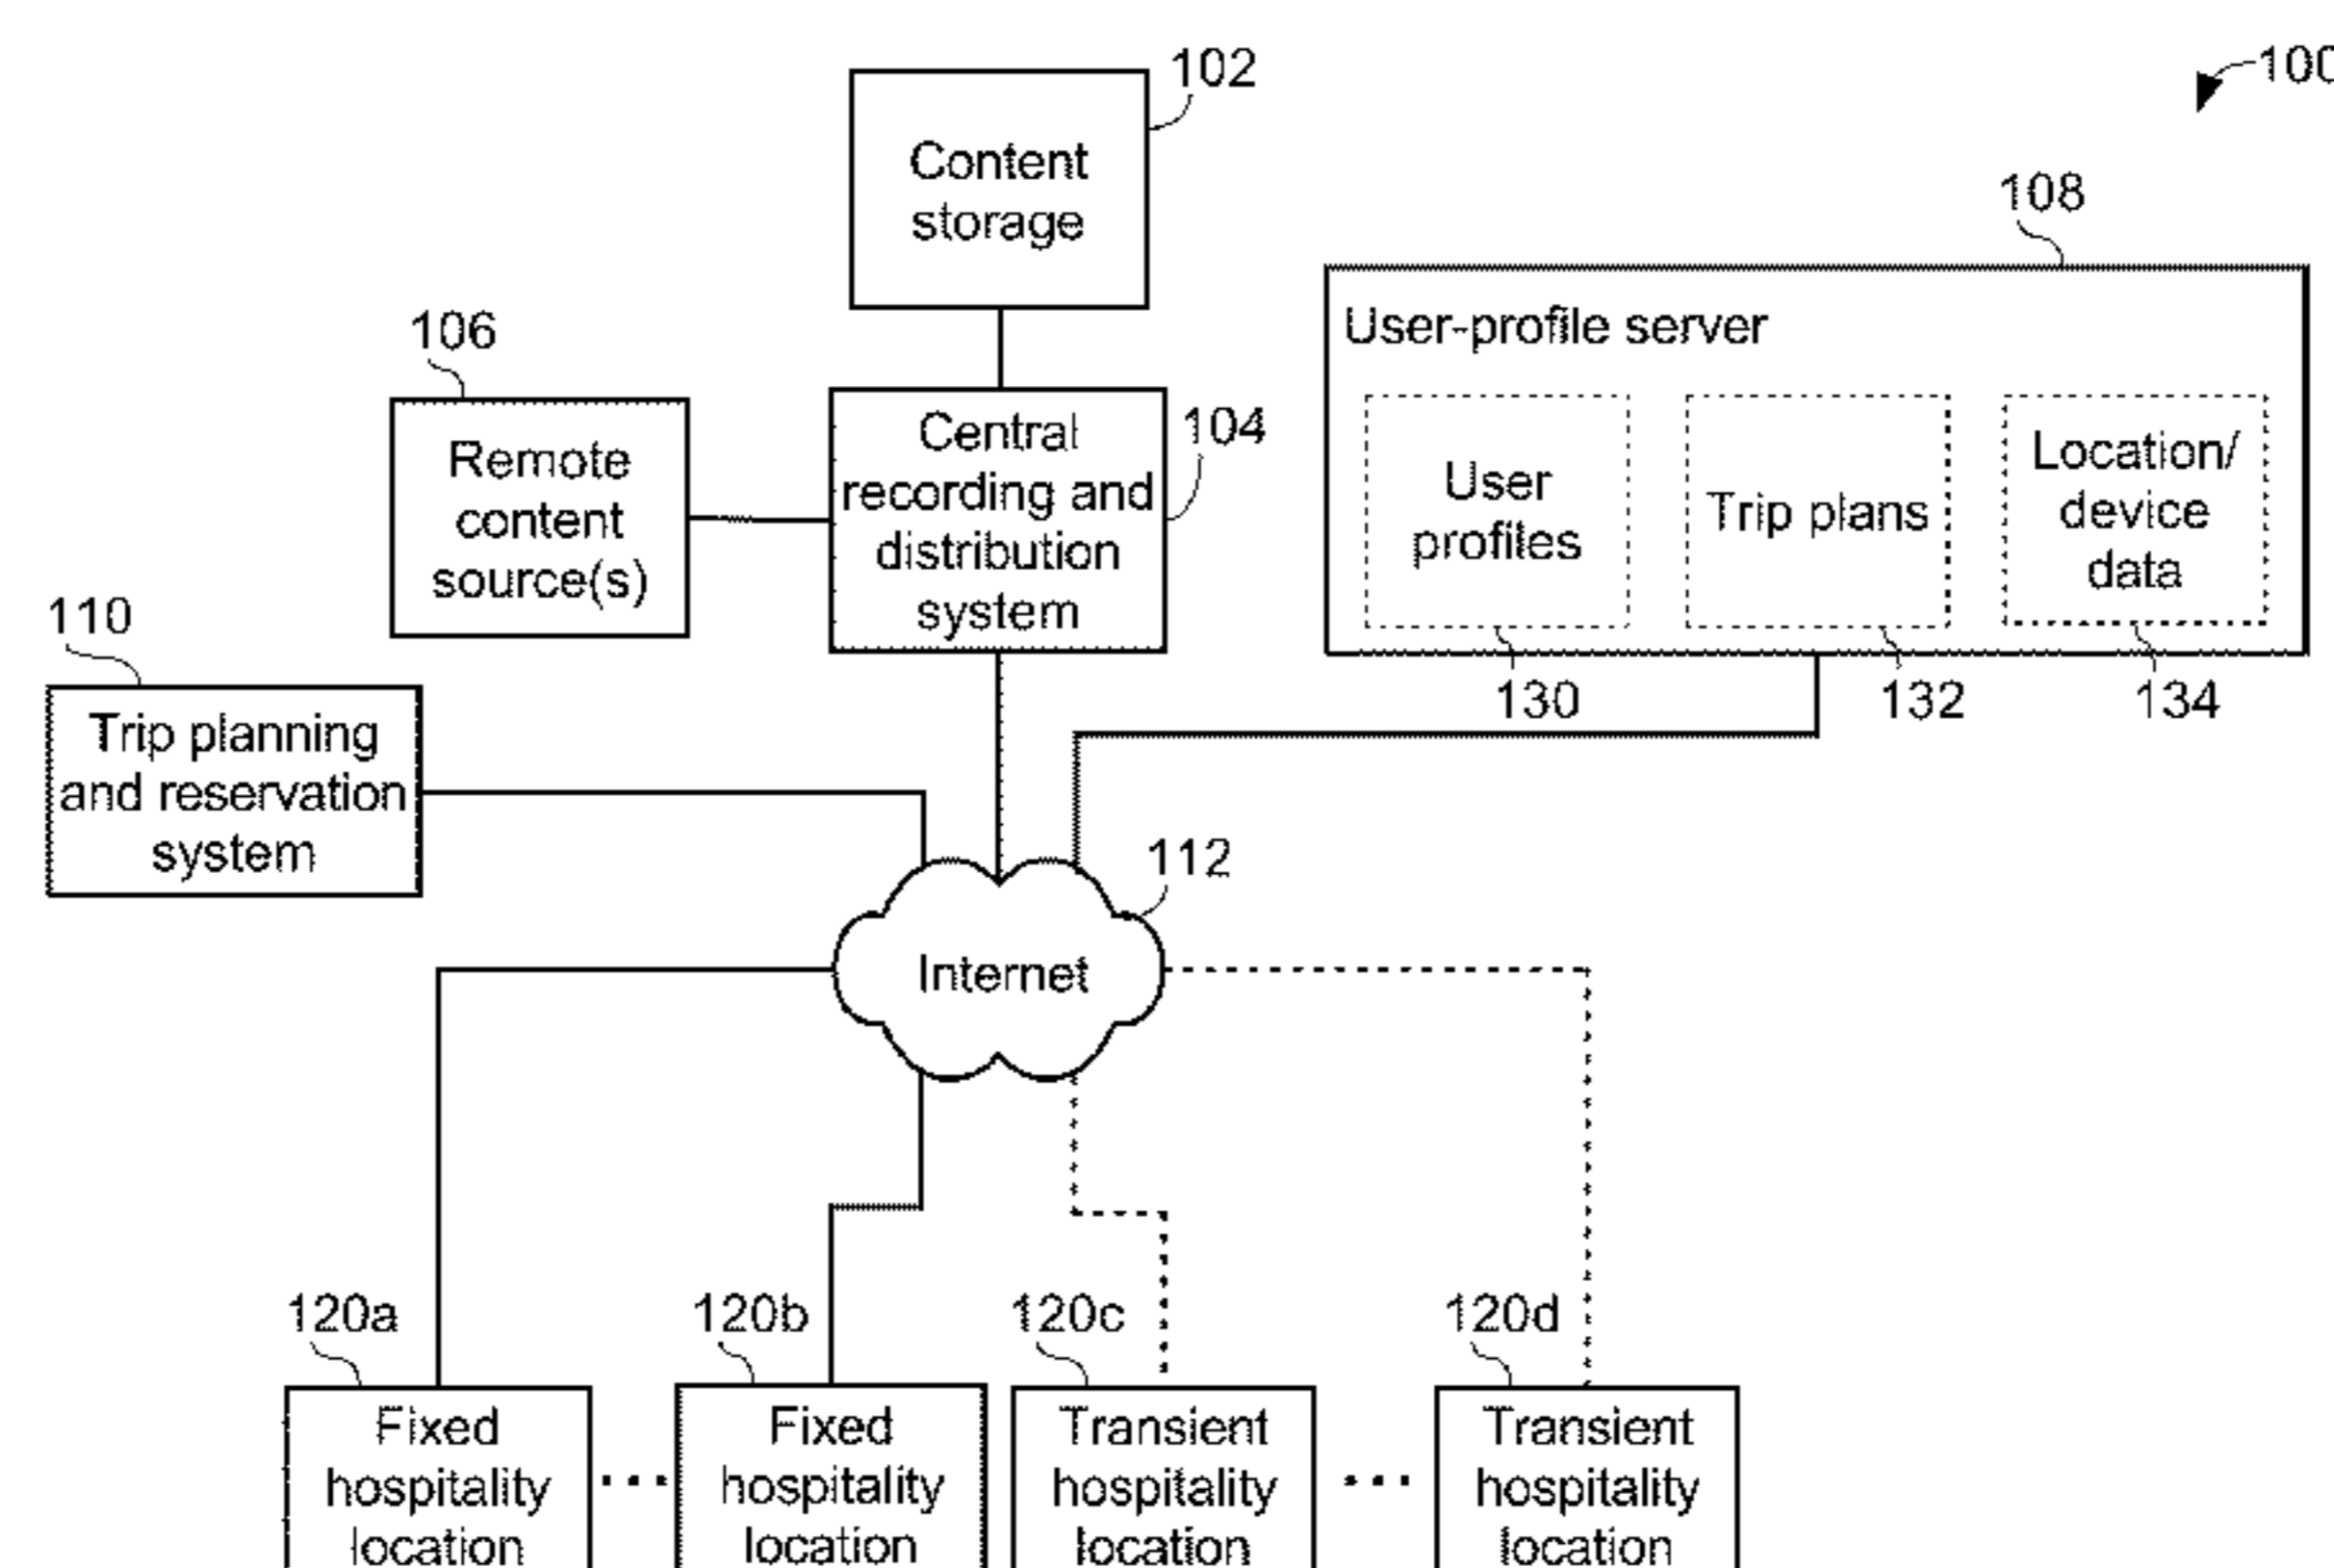 102
100
Content
storage
108
User-profile server
106
Remote
content
source(s)
Central
recording and
distribution
system
104
User
profiles
Trip plans
Location/
device
data
130
132
134
110
Trip planning
and reservation
system
112
Internet
120a
120b
120c
120d
Fixed
hospitality
location
...
Fixed
hospitality
location
Transient
hospitality
location
...
Transient
hospitality
location